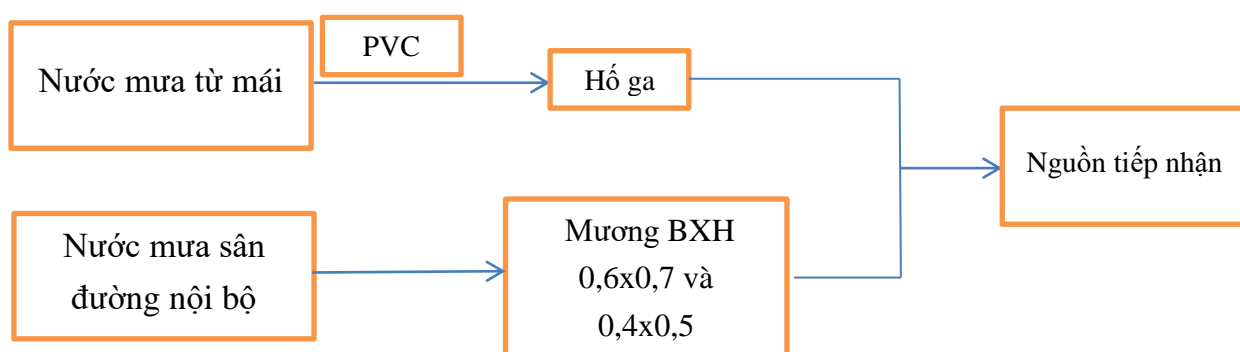 Nước mưa từ mái
PVC
Hố ga
Nguồn tiếp nhận
Nước mưa sân
đường nội bộ
Mương BXH
0,6x0,7 và
0,4x0,5